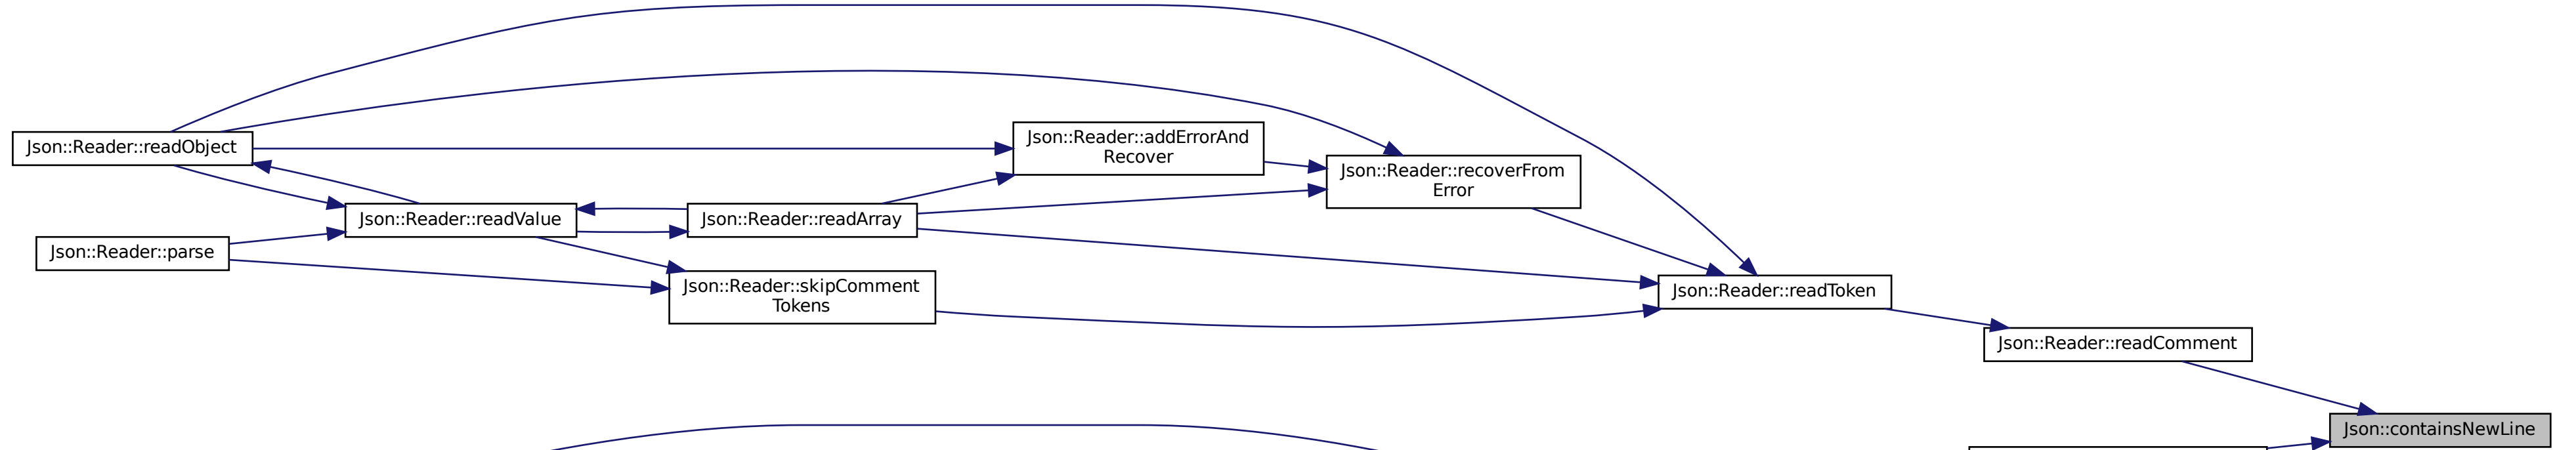 Json::Reader::readObject
Json::Reader::addErrorAnd
Recover
Json::Reader::recoverFrom
Error
Json::Reader::readValue
Json::Reader::readArray
Json::Reader::parse
Json::Reader::skipComment
Tokens
Json::Reader::readToken
Json::Reader::readComment
Json::containsNewLine